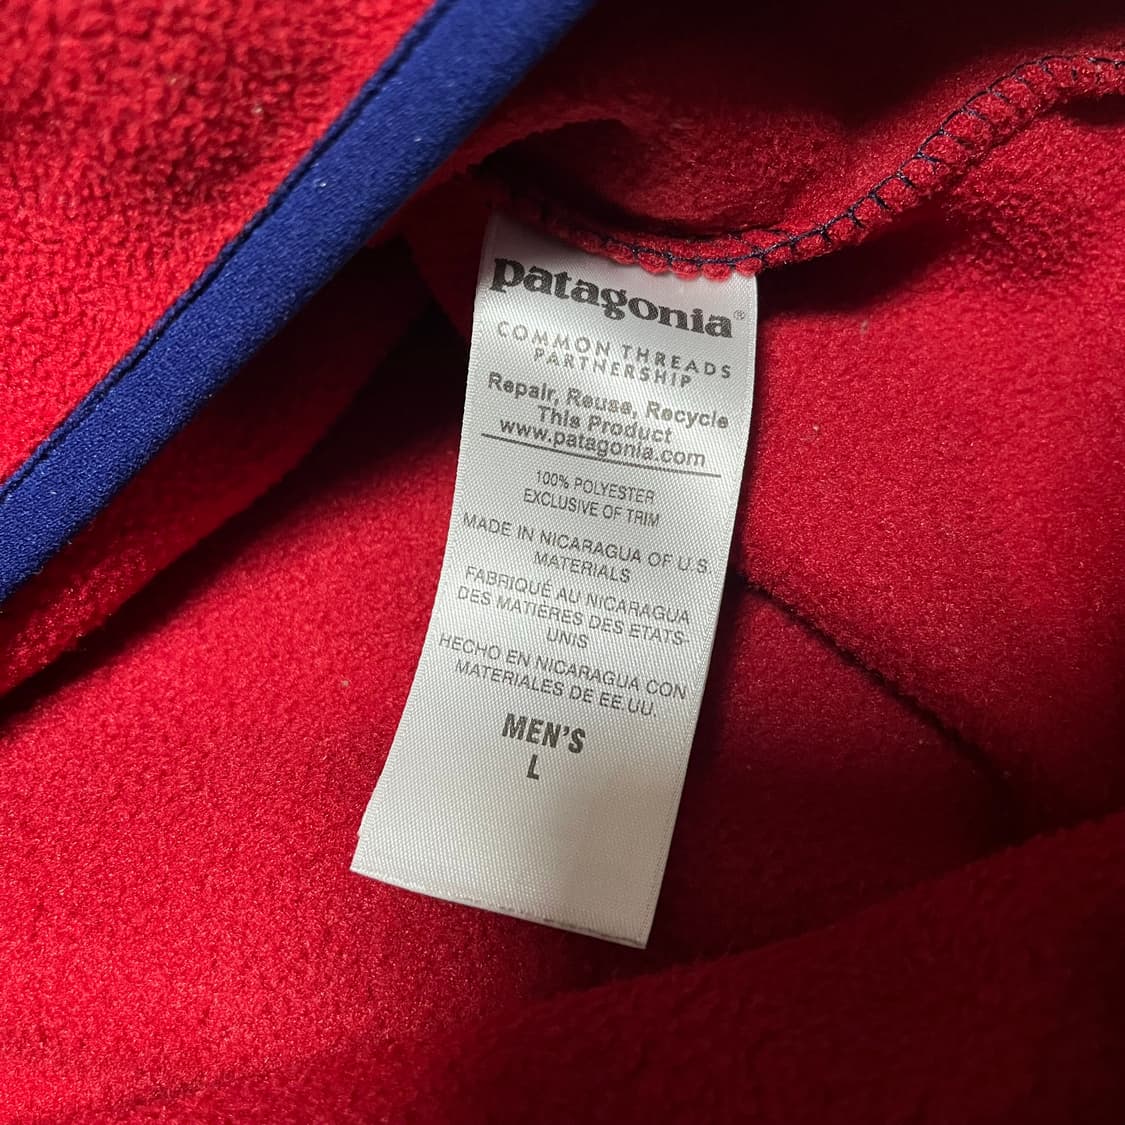 patagonia®
COMMON THREADS
PARTNERSHIP
Repair, Reuse, Recycle
This Product
www.patagonia.com
100% POLYESTER
EXCLUSIVE OF TRIM
MADE IN NICARAGUA OF U.S.
MATERIALS
FABRIQUÉ AU NICARAGUA
DES MATIÈRES DES ETATS-
UNIS
HECHO EN NICARAGUA CON
MATERIALES DE EE.UU.
MEN'S
L